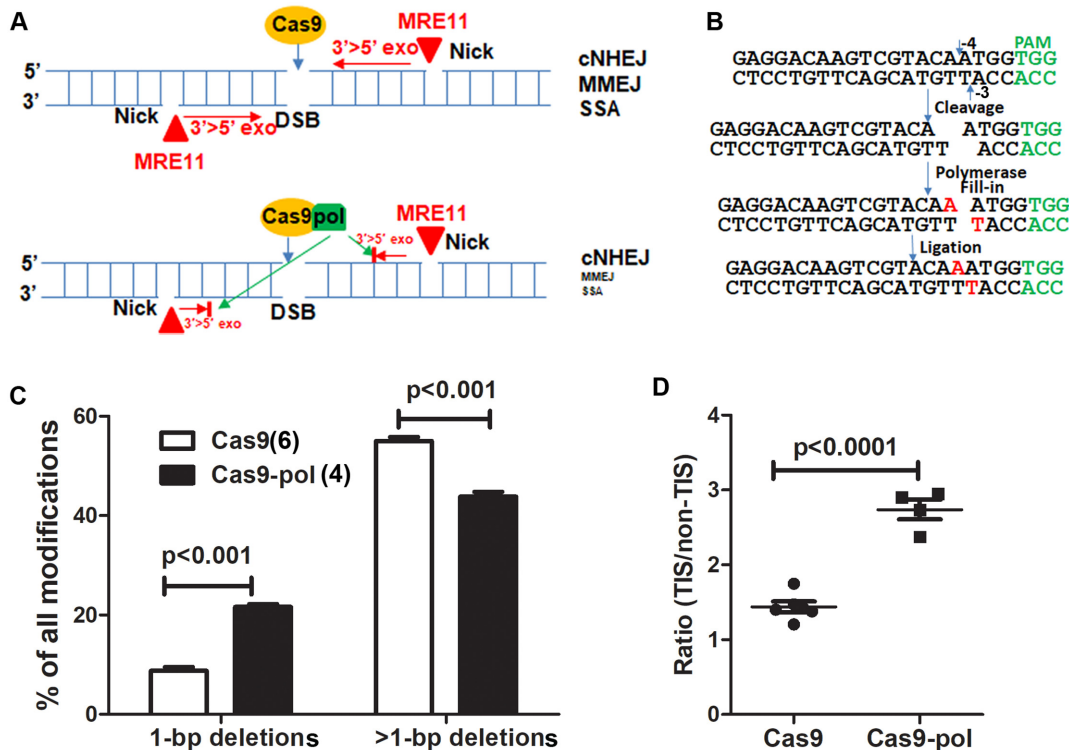 A
Cas9
MRE11
3'>5' exo
Nick
5'
3'
Nick
3'>5' exo
DSB
MRE11
cNHEJ
MMEJ
SSA
Cas9 pol
MRE11
3'>5' exo
Nick
5'
3'
Nick
3'>5' exo
DSB
MRE11
cNHEJ
MMEJ
SSA
B
-4
PAM
GAGGACAAGTCGTACAATGGTGG
CTCCTGTTCAGCATGTTACCACC
-3
Cleavage
GAGGACAAGTCGTACA ATGGTGG
CTCCTGTTCAGCATGTT ACCACC
Polymerase
Fill-in
GAGGACAAGTCGTACAA ATGGTGG
CTCCTGTTCAGCATGTT TACCACC
Ligation
GAGGACAAGTCGTACAAATGGTGG
CTCCTGTTCAGCATGTTTACCACC
C
% of all modifications
60
40
20
0
Cas9(6)
Cas9-pol (4)
p<0.001
p<0.001
1-bp deletions
>1-bp deletions
D
Ratio (TIS/non-TIS)
4
3
2
1
0
p<0.0001
Cas9
Cas9-pol